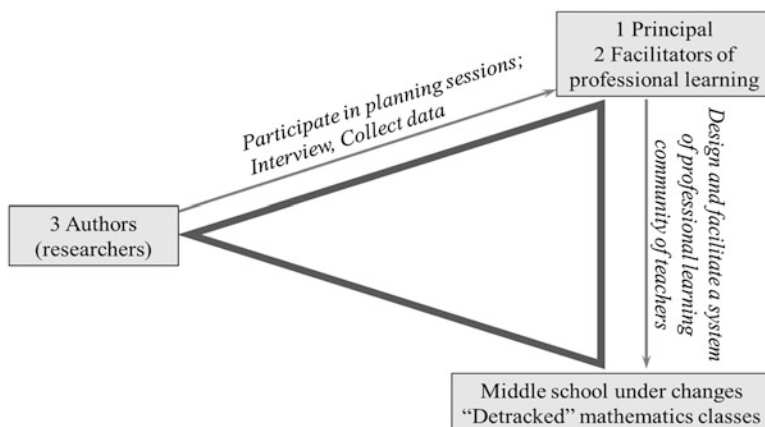 1 Principal
2 Facilitators of
professional learning
Participate in planning sessions;
Interview, Collect data
3 Authors
(researchers)
Design and facilitate a system
of professional learning
community of teachers
Middle school under changes
“Detracked” mathematics classes